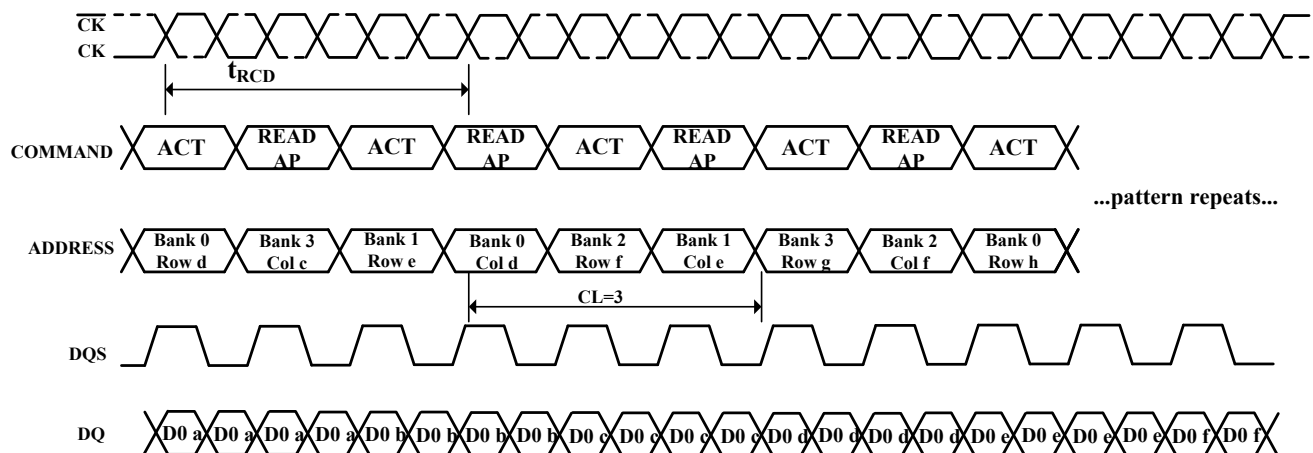 CK
CK
tRCD
COMMAND ACT READ AP ACT READ AP ACT READ AP ACT READ AP ACT
...pattern repeats...
ADDRESS Bank 0 Row d Bank 3 Col c Bank 1 Row e Bank 0 Col d Bank 2 Row f Bank 1 Col e Bank 3 Row g Bank 2 Col f Bank 0 Row h
CL=3
DQS
DQ D0 a D0 a D0 a D0 a D0 b D0 b D0 b D0 b D0 c D0 c D0 c D0 c D0 d D0 d D0 d D0 d D0 e D0 e D0 e D0 e D0 f D0 f